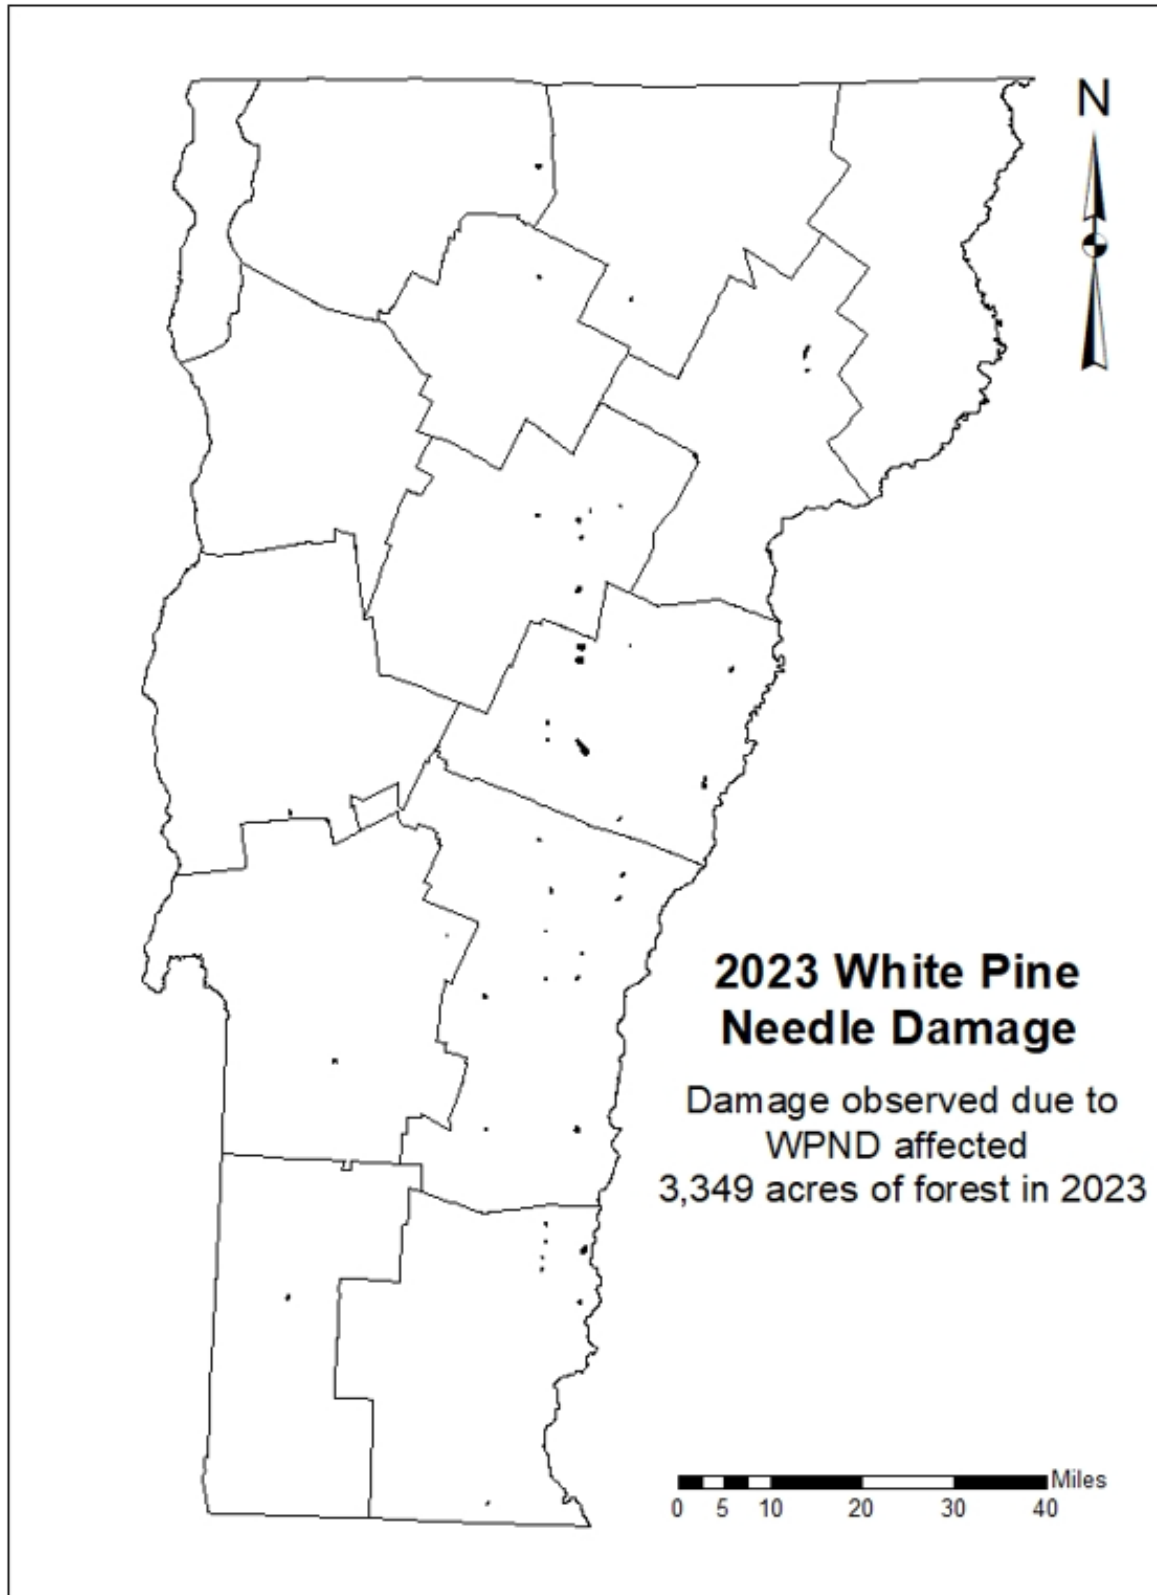 N
2023 White Pine
Needle Damage
Damage observed due to
WPND affected
3,349 acres of forest in 2023
Miles
0 5 10 20 30 40